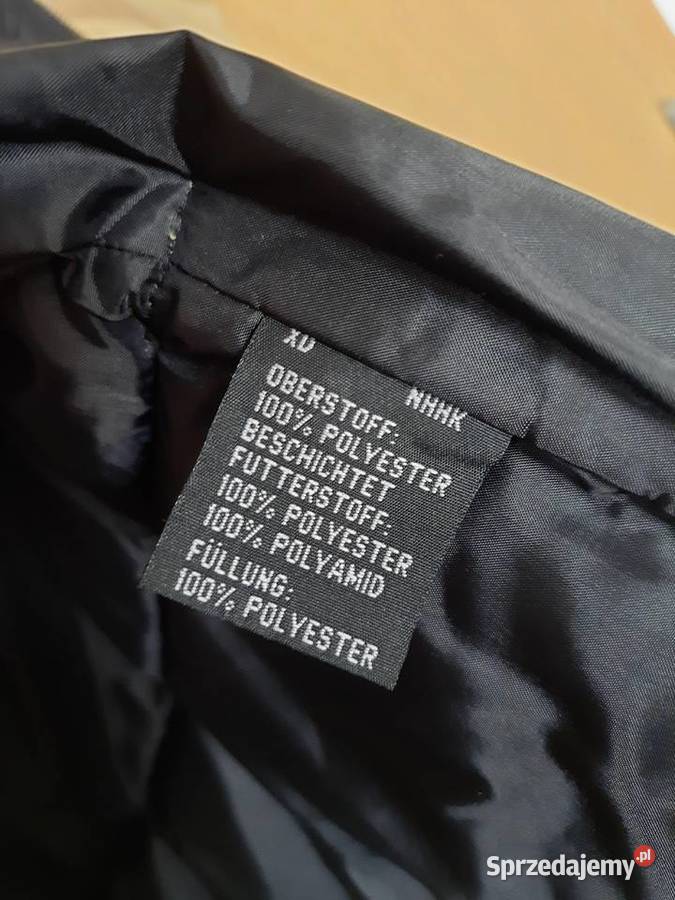 XD
NHHK
OBERSTOFF:
100% POLYESTER
BESCHICHTET
FUTTERSTOFF:
100% POLYESTER
100% POLYAMID
FÜLLUNG:
100% POLYESTER
Sprzedajemy.pl